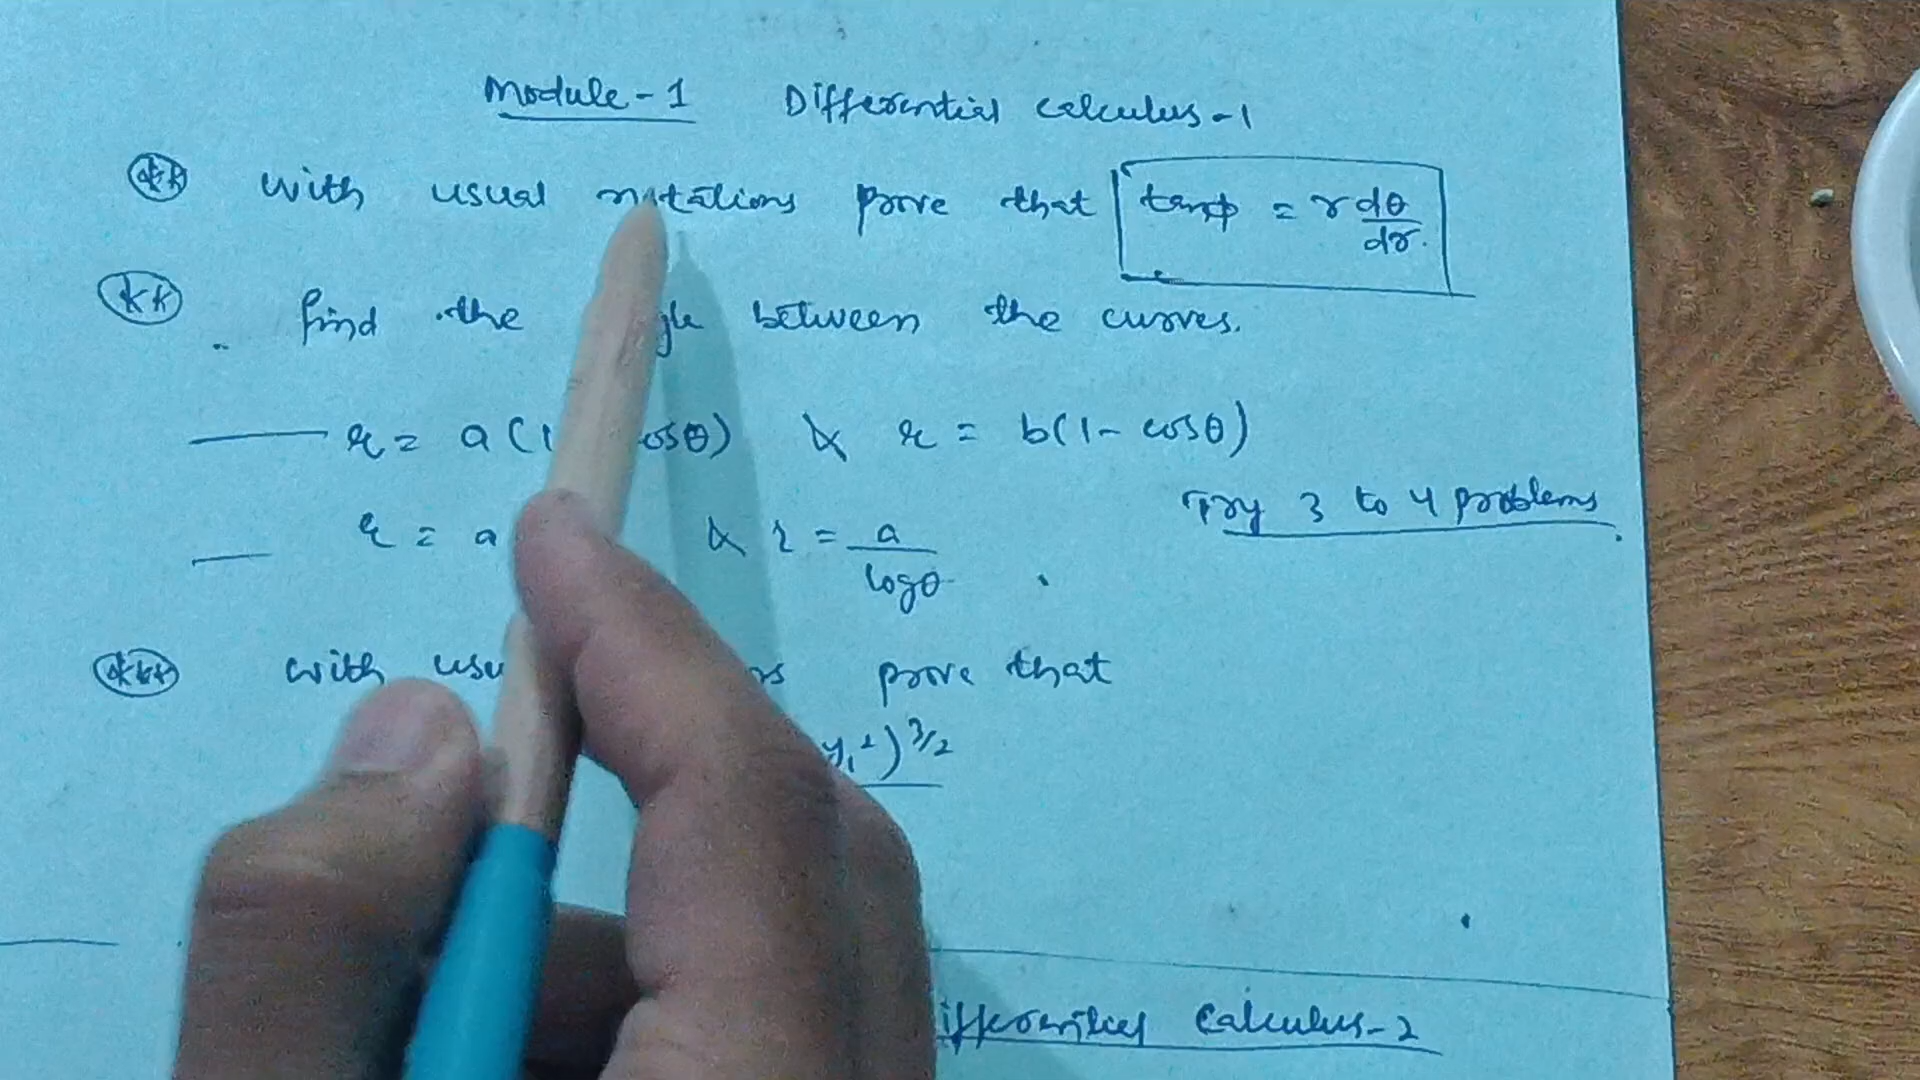 Module-1 Differential calculus-1
** with usual notations prove that tanφ = r dθ/dr.
** find the between the curves.
r = a(1 cosθ) & r = b(1- cosθ)
Try 3 to 4 problems
r = a & r = a/logθ
*** with prove that
y₁²)^3/2
Calculus-2